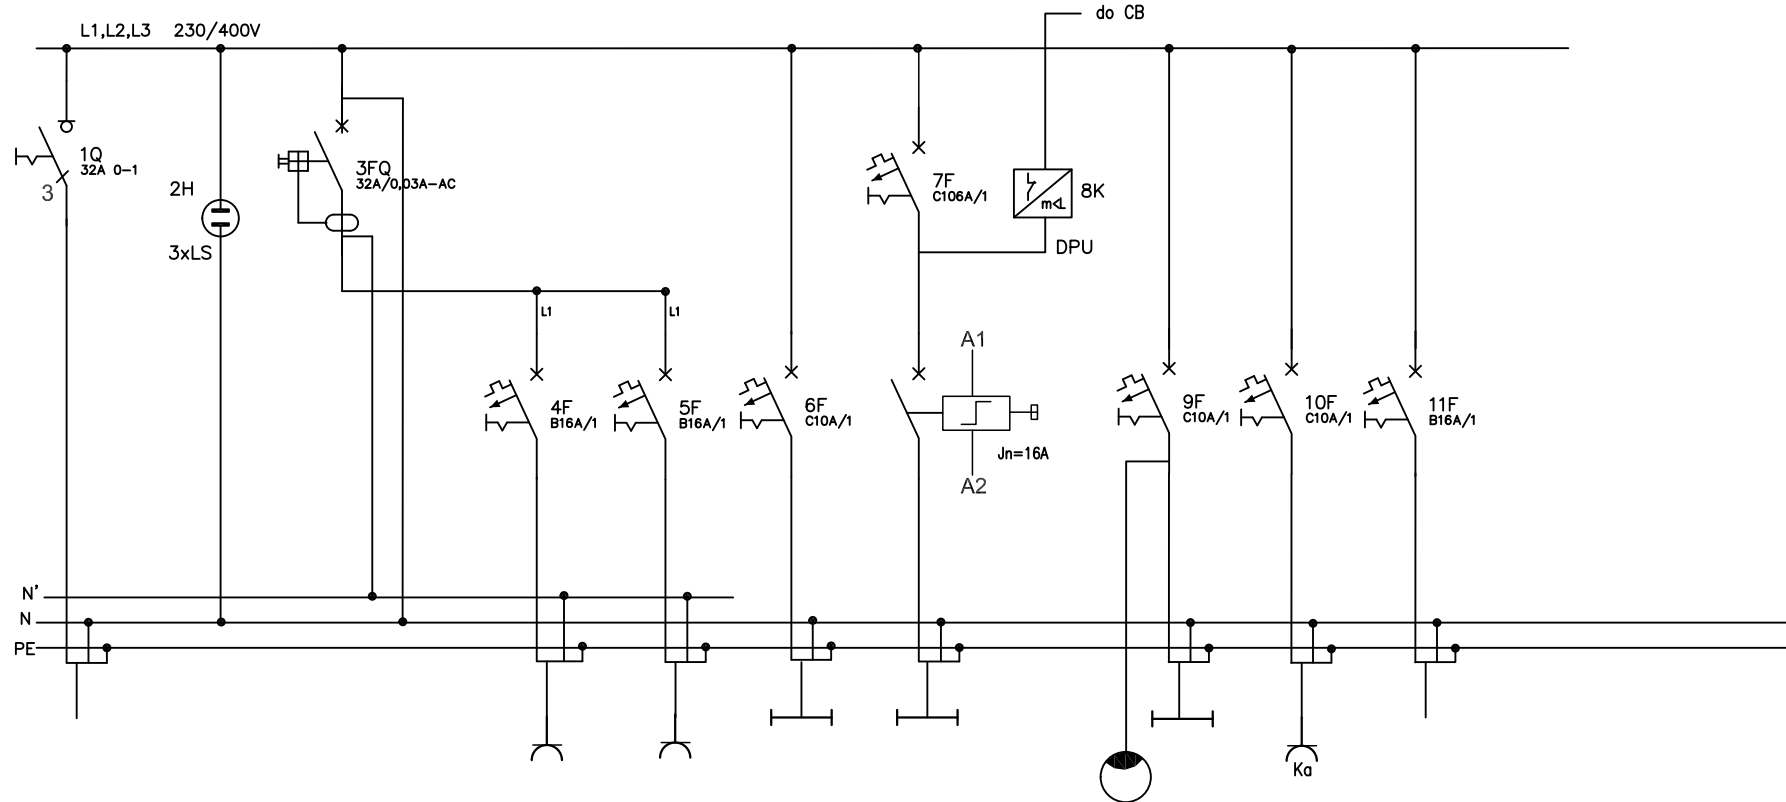 do CB
L1,L2,L3 230/400V
1Q
32A 0-1
3
2H
3xLS
3FQ
32A/0,03A-AC
7F
C106A/1
m
8K
DPU
L1
L1
4F
B16A/1
5F
B16A/1
6F
C10A/1
A1
Jn=16A
A2
9F
C10A/1
10F
C10A/1
11F
B16A/1
N'
N
PE
Ka